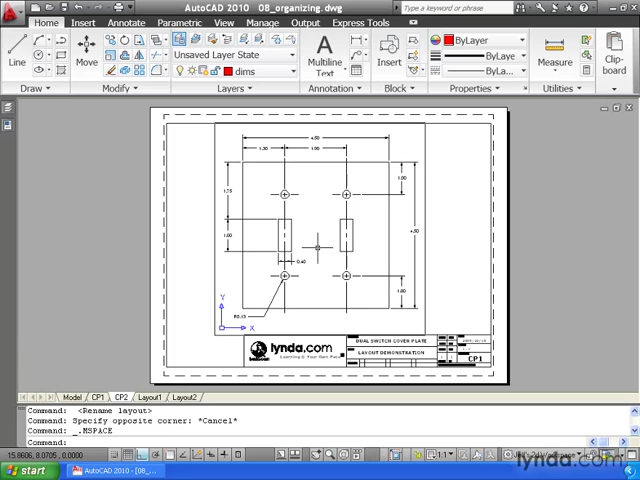 AutoCAD 2010 08_organizing.dwg
Type a keyword or phrase
Home Insert Annotate Parametric View Manage Output Express Tools
Line
Move
Unsaved Layer State
dims
Multiline Text
Insert
ByLayer
ByLaye
ByLa...
Measure
Clip-board
Draw Modify Layers Annotation Block Properties Utilities
4.50
1.30 1.90
1.00
1.75
4.50
1.00
0.40
1.00
Y
X
lynda.com
DUAL SWITCH COVER PLATE
LAYOUT DEMONSTRATION
CP1
Model CP1 CP2 Layout1 Layout2
Command: <Rename layout>
Command: Specify opposite corner: *Cancel*
Command: _.MSPACE
Command:
15.8606, 8.0705, 0.0000
MODEL
1:1
Jeff's 2d Workspace
lynda.com
start
AutoCAD 2010 - [08_...